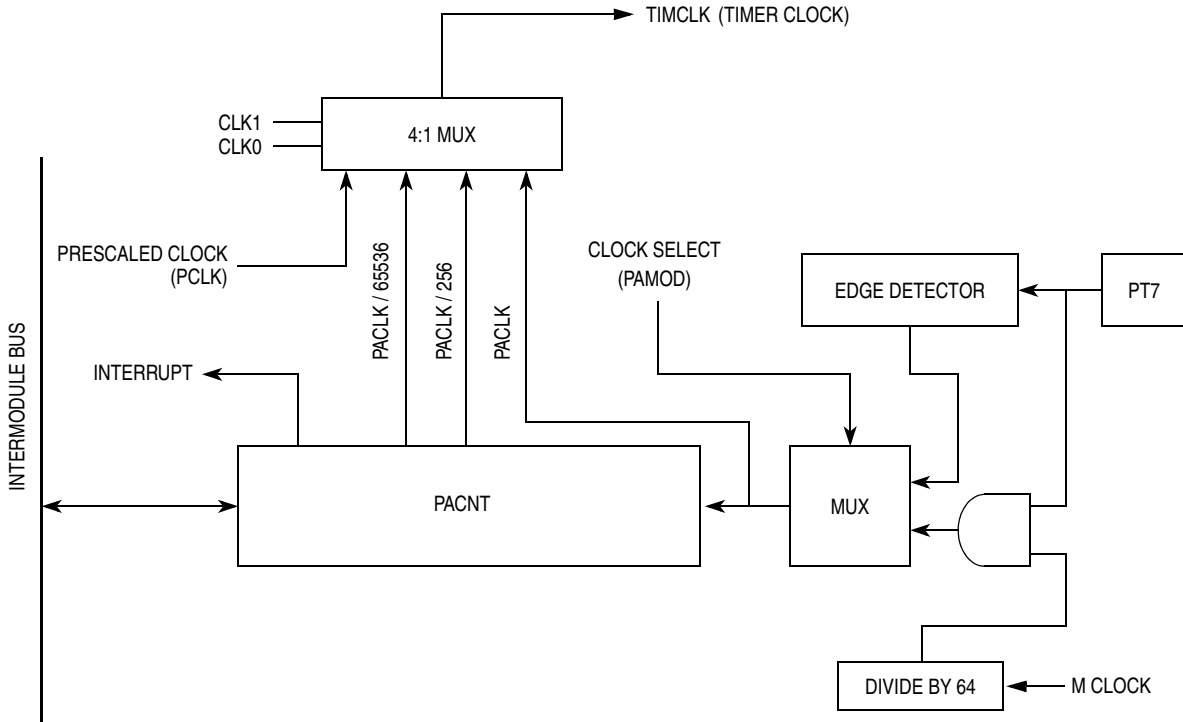 TIMCLK (TIMER CLOCK)
CLK1
CLK0
4:1 MUX
PRESCALED CLOCK
(PCLK)
PACLK / 65536
PACLK / 256
PACLK
CLOCK SELECT
(PAMOD)
EDGE DETECTOR
PT7
INTERMODULE BUS
INTERRUPT
PACNT
MUX
DIVIDE BY 64
M CLOCK